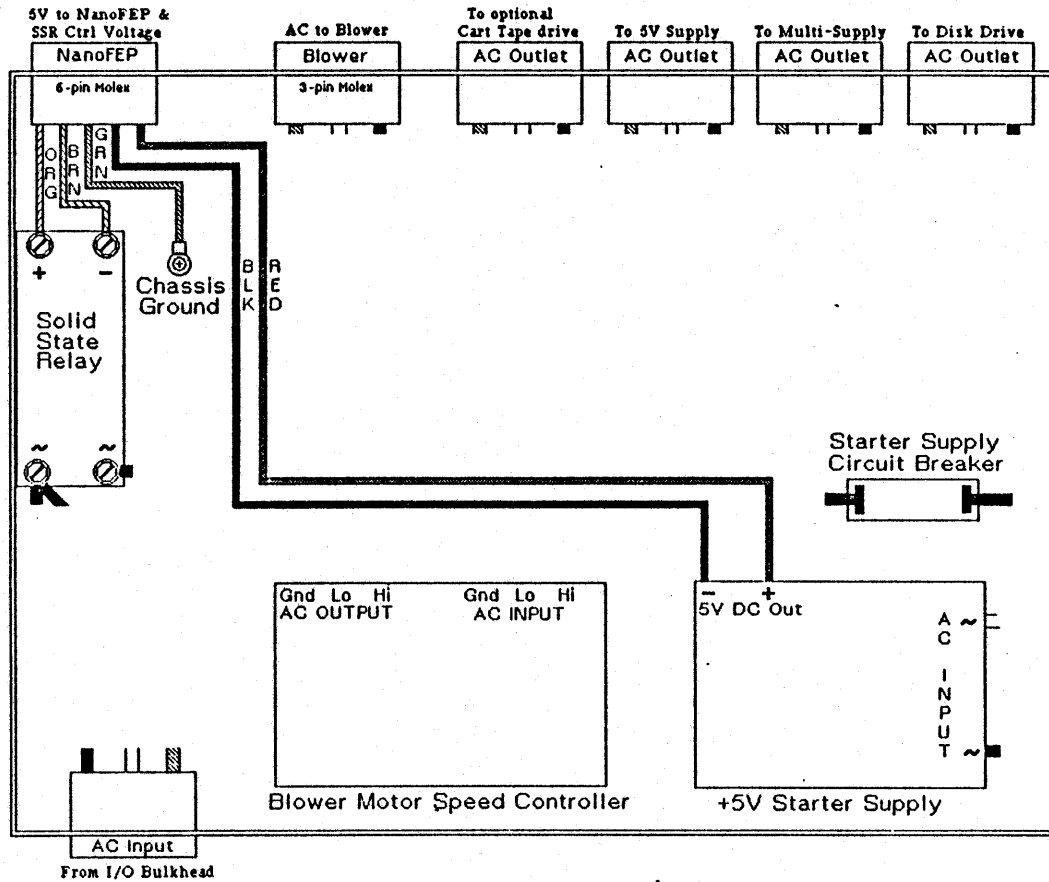 5V to NanoFEP &
SSR Ctrl Voltage
NanoFEP
6-pin Molex
AC to Blower
Blower
3-pin Molex
To optional
Cart Tape drive
AC Outlet
To 5V Supply
AC Outlet
To Multi-Supply
AC Outlet
To Disk Drive
AC Outlet
ORG
BRN
GRN
+ -
Solid
State
Relay
~ ~
Chassis
Ground
BLK
RED
Starter Supply
Circuit Breaker
Gnd Lo Hi
AC OUTPUT
Gnd Lo Hi
AC INPUT
Blower Motor Speed Controller
- +
5V DC Out
AC INPUT
~
~
+5V Starter Supply
AC Input
From I/O Bulkhead